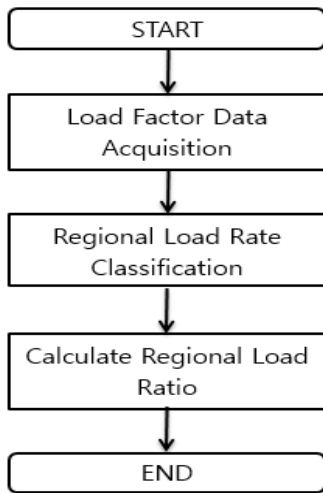 START
Load Factor Data
Acquisition
Regional Load Rate
Classification
Calculate Regional Load
Ratio
END